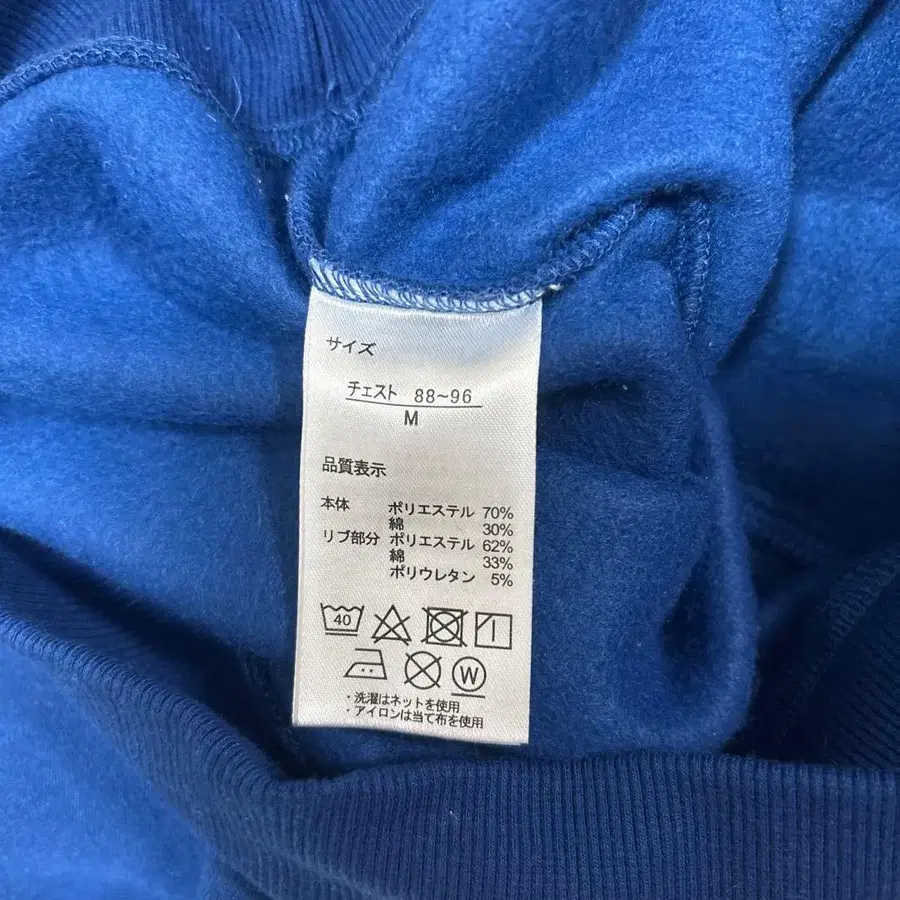 サイズ
チェスト 88~96
M
品質表示
本体 ポリエステル 70%
綿 30%
リブ部分 ポリエステル 62%
綿 33%
ポリウレタン 5%
40
W
・洗濯はネットを使用
・アイロンは当て布を使用